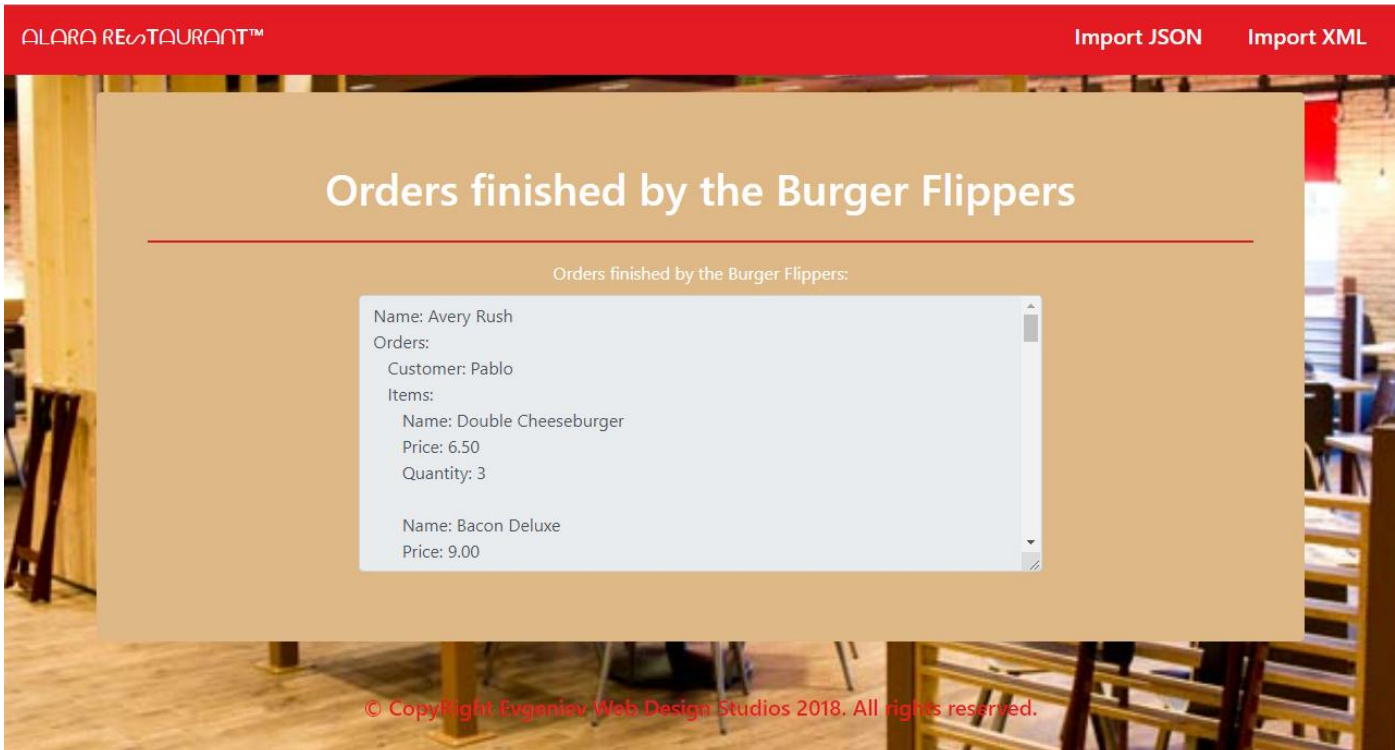 ALARA REsTAURANT™
Import JSON
Import XML
Orders finished by the Burger Flippers
Orders finished by the Burger Flippers:
Name: Avery Rush
Orders:
Customer: Pablo
Items:
Name: Double Cheeseburger
Price: 6.50
Quantity: 3
Name: Bacon Deluxe
Price: 9.00
© CopyRight Evgeniev Web Design Studios 2018. All rights reserved.